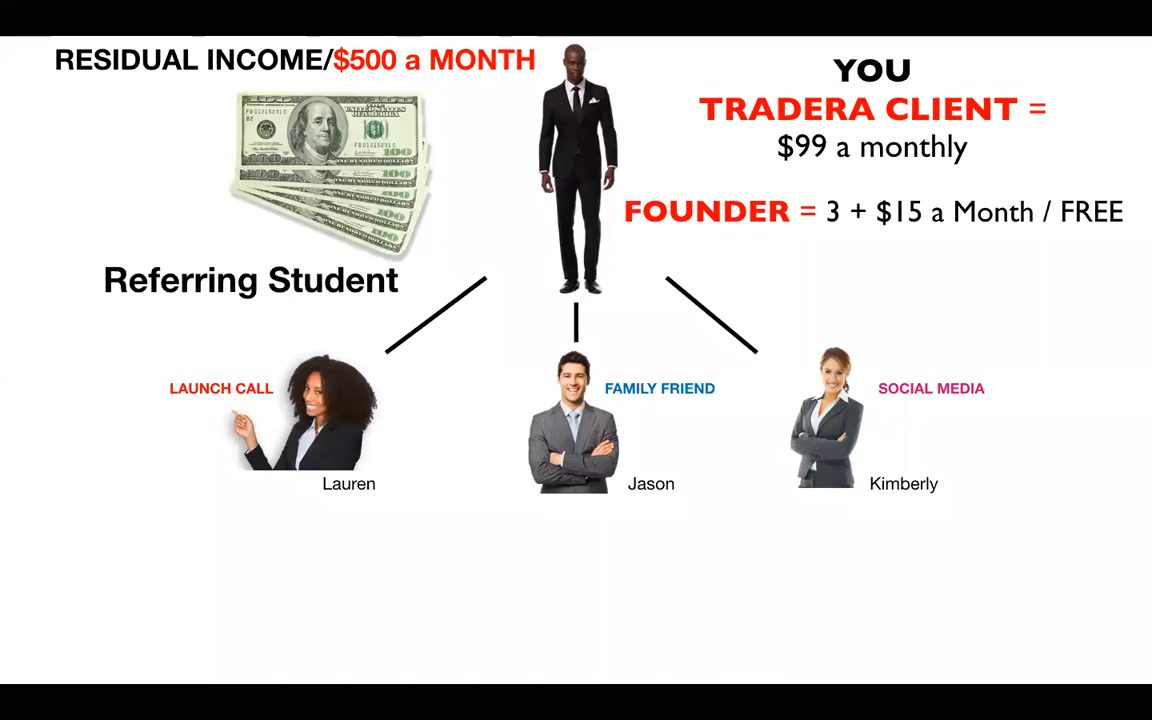 RESIDUAL INCOME/$500 a MONTH
YOU
TRADERA CLIENT =
$99 a monthly
FOUNDER = 3 + $15 a Month / FREE
Referring Student
LAUNCH CALL
FAMILY FRIEND
SOCIAL MEDIA
Lauren
Jason
Kimberly